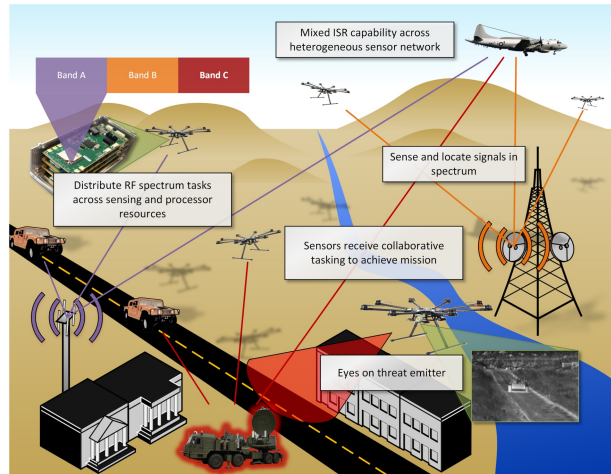 Mixed ISR capability across
heterogeneous sensor network
Band A
Band B
Band C
Sense and locate signals in
spectrum
Distribute RF spectrum tasks
across sensing and processor
resources
Sensors receive collaborative
tasking to achieve mission
Eyes on threat emitter